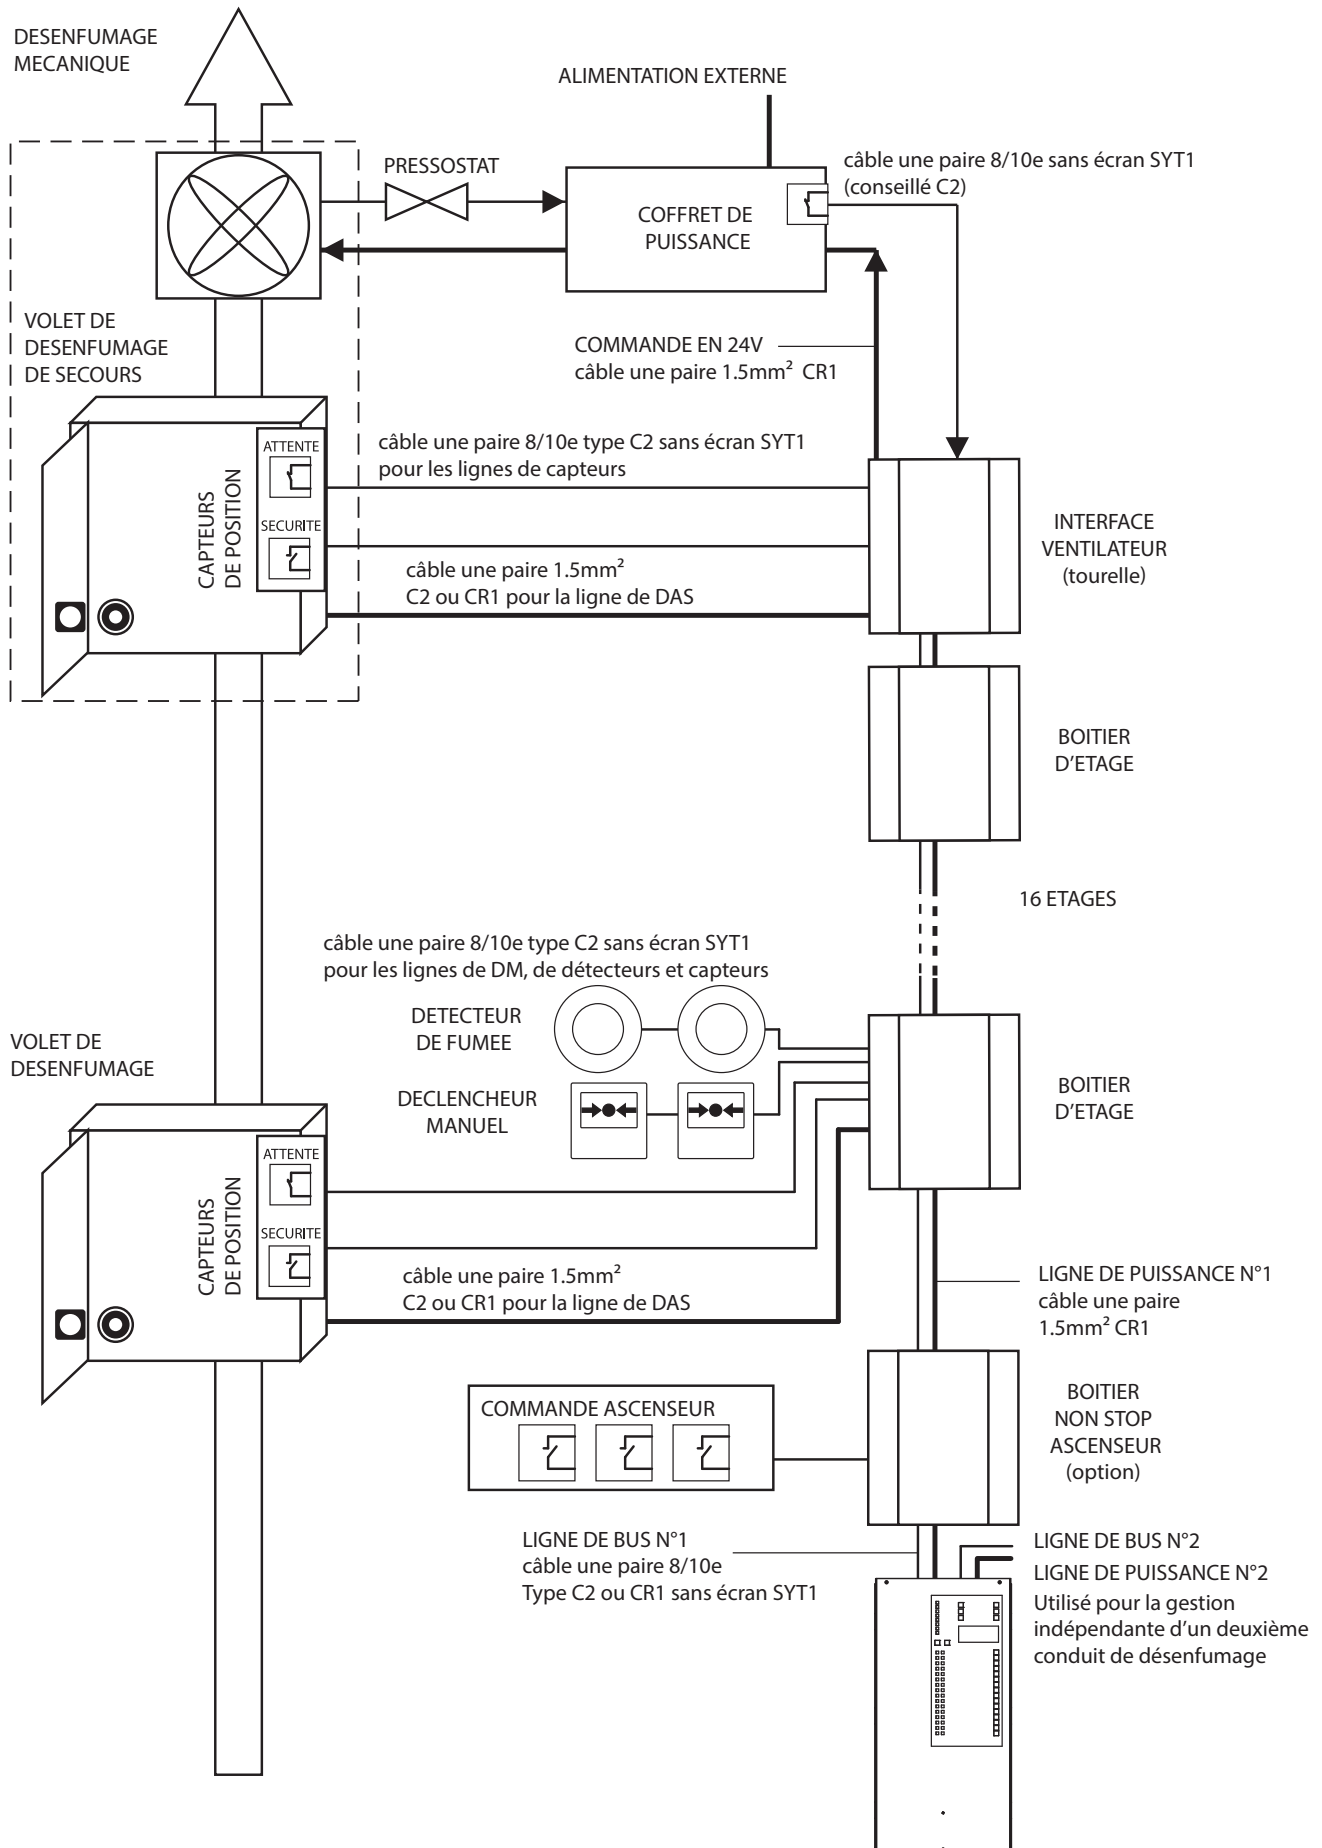 DESENFUMAGE
MECANIQUE
ALIMENTATION EXTERNE
PRESSOSTAT
câble une paire 8/10e sans écran SYT1
(conseillé C2)
COFFRET DE
PUISSANCE
VOLET DE
DESENFUMAGE
DE SECOURS
COMMANDE EN 24V
câble une paire 1.5mm² CR1
ATTENTE
SECURITE
CAPTEURS
DE POSITION
câble une paire 8/10e type C2 sans écran SYT1
pour les lignes de capteurs
câble une paire 1.5mm²
C2 ou CR1 pour la ligne de DAS
INTERFACE
VENTILATEUR
(tourelle)
BOITIER
D'ETAGE
16 ETAGES
câble une paire 8/10e type C2 sans écran SYT1
pour les lignes de DM, de détecteurs et capteurs
DETECTEUR
DE FUMEE
DECLENCHEUR
MANUEL
BOITIER
D'ETAGE
VOLET DE
DESENFUMAGE
ATTENTE
SECURITE
CAPTEURS
DE POSITION
câble une paire 1.5mm²
C2 ou CR1 pour la ligne de DAS
LIGNE DE PUISSANCE N°1
câble une paire
1.5mm² CR1
COMMANDE ASCENSEUR
BOITIER
NON STOP
ASCENSEUR
(option)
LIGNE DE BUS N°1
câble une paire 8/10e
Type C2 ou CR1 sans écran SYT1
LIGNE DE BUS N°2
LIGNE DE PUISSANCE N°2
Utilisé pour la gestion
indépendante d'un deuxième
conduit de désenfumage